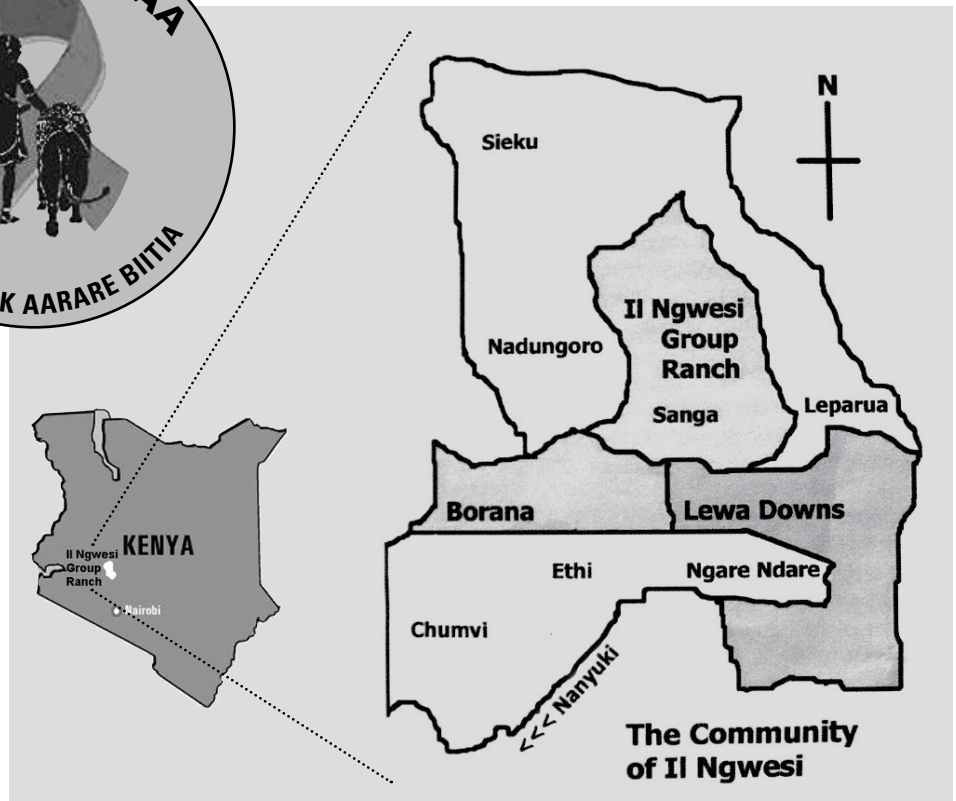 AA
K AARARE BIITIA
N
Sieku
Il Ngwesi
Group
Ranch
Nadungoro
Sanga
Leparua
Borana
Lewa Downs
Ethi
Ngare Ndare
Chumvi
<<< Nanyuki
The Community
of Il Ngwesi
KENYA
Il Ngwesi
Group
Ranch
Nairobi